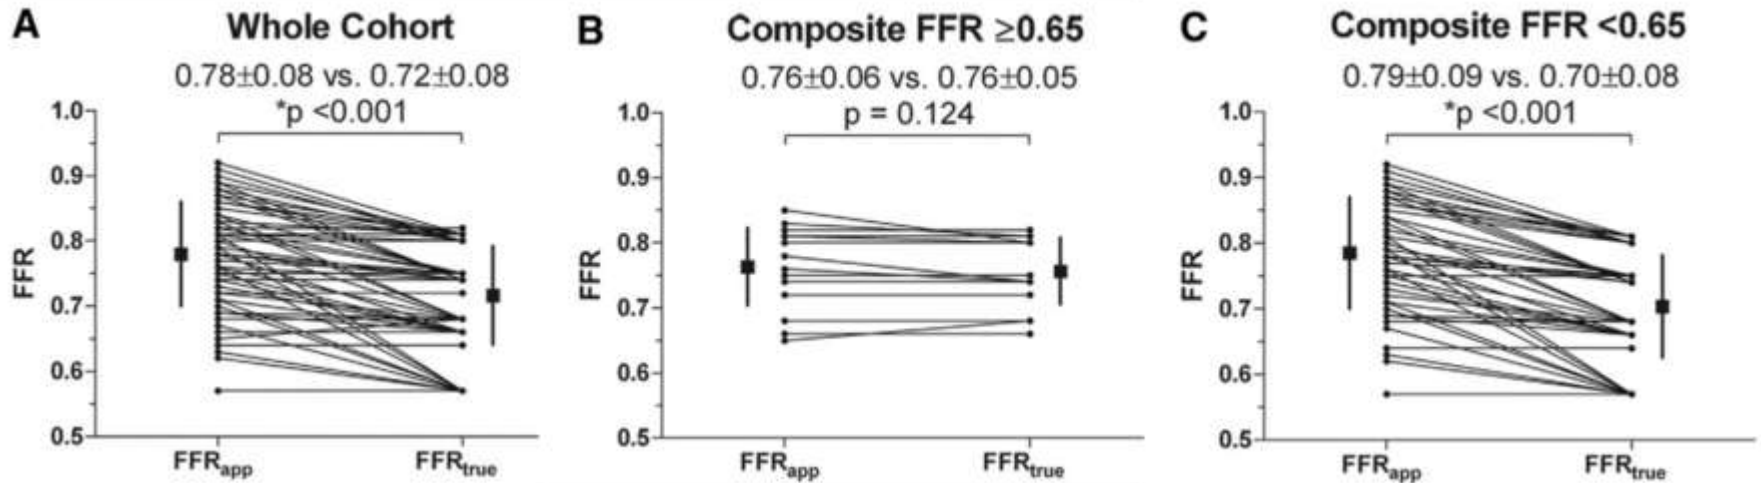 A Whole Cohort
0.78±0.08 vs. 0.72±0.08
*p <0.001
1.0
0.9
0.8
0.7
0.6
0.5
FFR
FFRapp FFRtrue
B Composite FFR ≥0.65
0.76±0.06 vs. 0.76±0.05
p = 0.124
1.0
0.9
0.8
0.7
0.6
0.5
FFR
FFRapp FFRtrue
C Composite FFR <0.65
0.79±0.09 vs. 0.70±0.08
*p <0.001
1.0
0.9
0.8
0.7
0.6
0.5
FFR
FFRapp FFRtrue